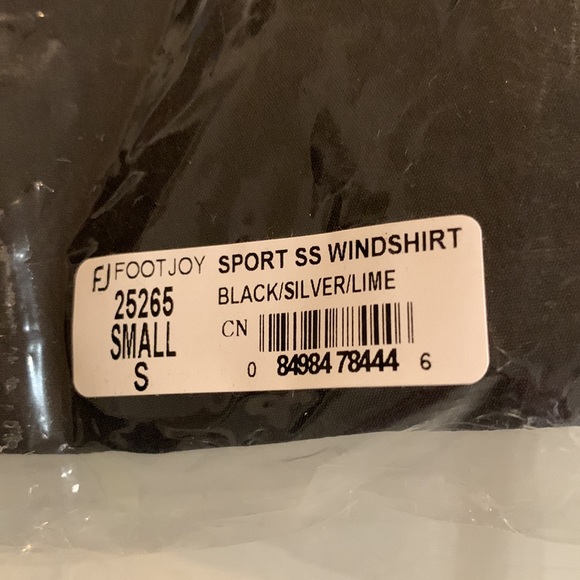 FJ FOOTJOY
25265
SMALL
S
SPORT SS WINDSHIRT
BLACK/SILVER/LIME
CN
0 84984 78444 6